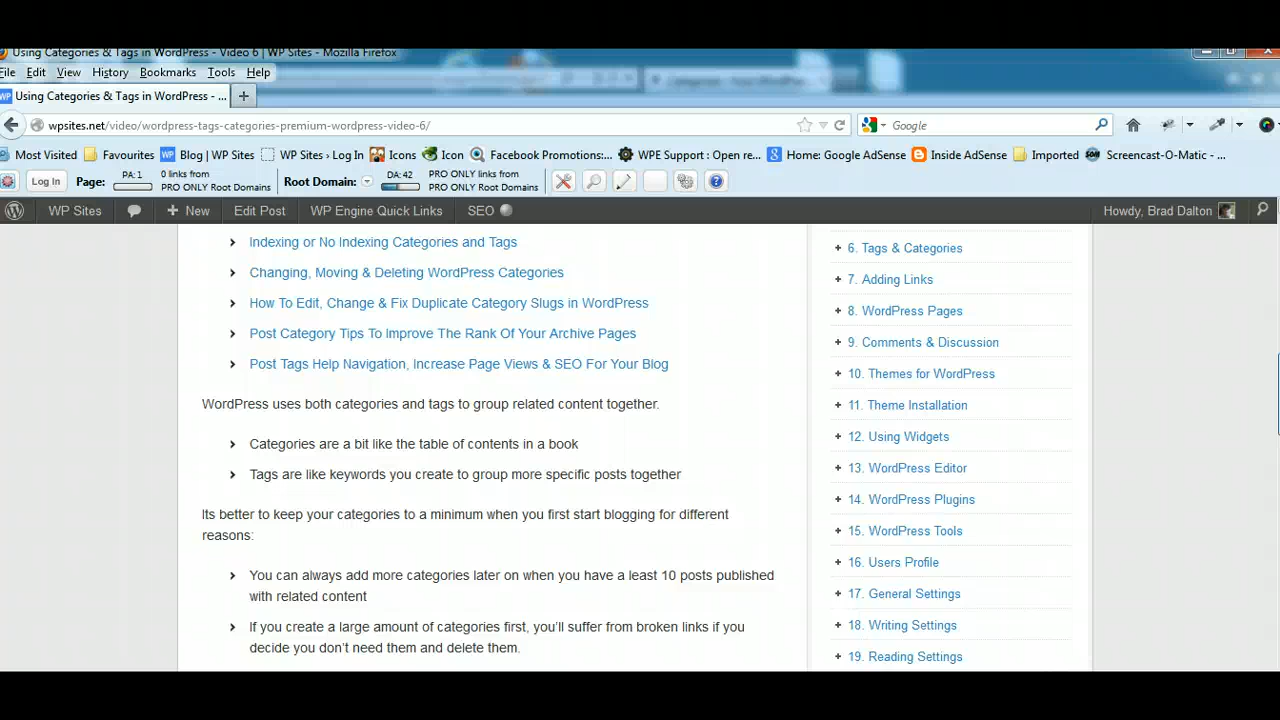 Using Categories & Tags in WordPress - Video 6 | WP Sites - Mozilla Firefox
File Edit View History Bookmarks Tools Help
WP Using Categories & Tags in WordPress - ... +
wpsites.net/video/wordpress-tags-categories-premium-wordpress-video-6/
Google
Most Visited Favourites WP Blog | WP Sites WP Sites › Log In Icons Icon Facebook Promotions:... WPE Support : Open re... Home: Google AdSense Inside AdSense Imported SOM Screencast-O-Matic - ...
Log In Page: PA: 1 0 links from PRO ONLY Root Domains Root Domain: DA: 42 PRO ONLY links from PRO ONLY Root Domains
WP Sites + New Edit Post WP Engine Quick Links SEO Howdy, Brad Dalton
Indexing or No Indexing Categories and Tags
Changing, Moving & Deleting WordPress Categories
How To Edit, Change & Fix Duplicate Category Slugs in WordPress
Post Category Tips To Improve The Rank Of Your Archive Pages
Post Tags Help Navigation, Increase Page Views & SEO For Your Blog
WordPress uses both categories and tags to group related content together.
Categories are a bit like the table of contents in a book
Tags are like keywords you create to group more specific posts together
Its better to keep your categories to a minimum when you first start blogging for different
reasons:
You can always add more categories later on when you have a least 10 posts published
with related content
If you create a large amount of categories first, you'll suffer from broken links if you
decide you don't need them and delete them.
6. Tags & Categories
7. Adding Links
8. WordPress Pages
9. Comments & Discussion
10. Themes for WordPress
11. Theme Installation
12. Using Widgets
13. WordPress Editor
14. WordPress Plugins
15. WordPress Tools
16. Users Profile
17. General Settings
18. Writing Settings
19. Reading Settings